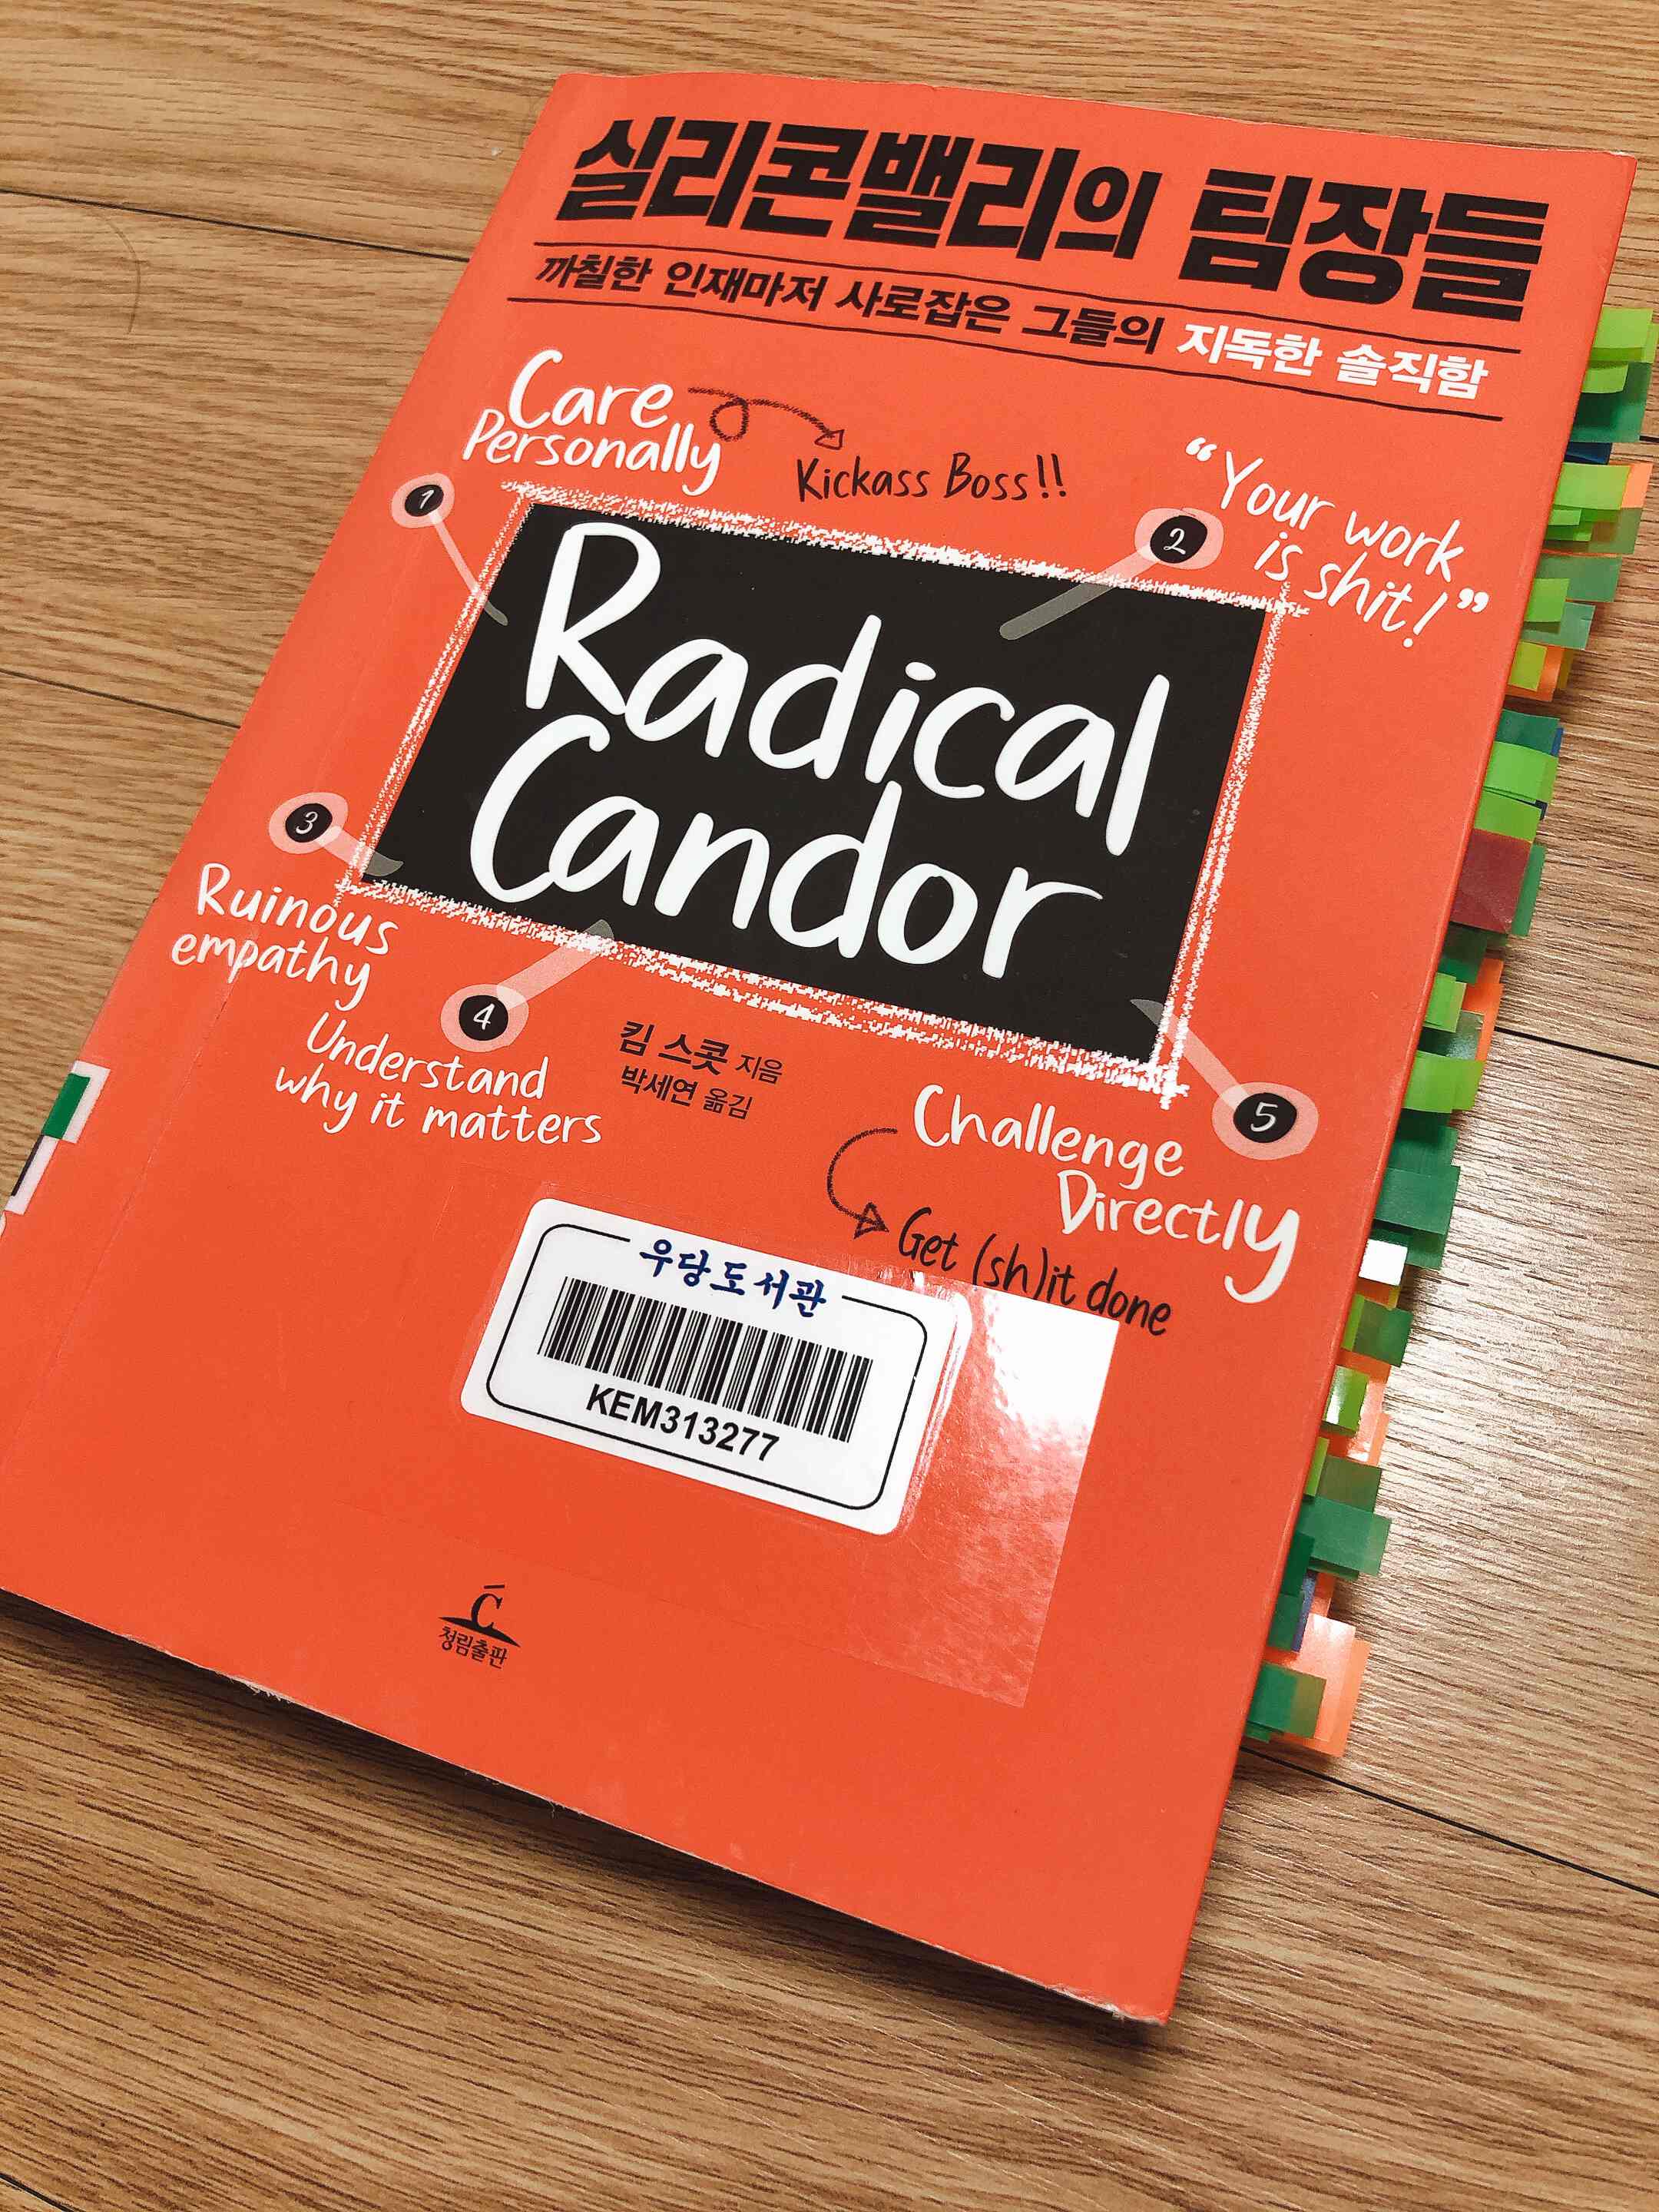 실리콘밸리의 팀장들
까칠한 인재마저 사로잡은 그들의 지독한 솔직함
Care
Personally
Kickass Boss!!
1
2
“Your work
is shit!”
Radical
Candor
3
Ruinous
empathy
4
Understand
why it matters
킴 스콧 지음
박세연 옮김
5
Challenge
Directly
Get (sh)it done
우당도서관
KEM313277
C
청림출판